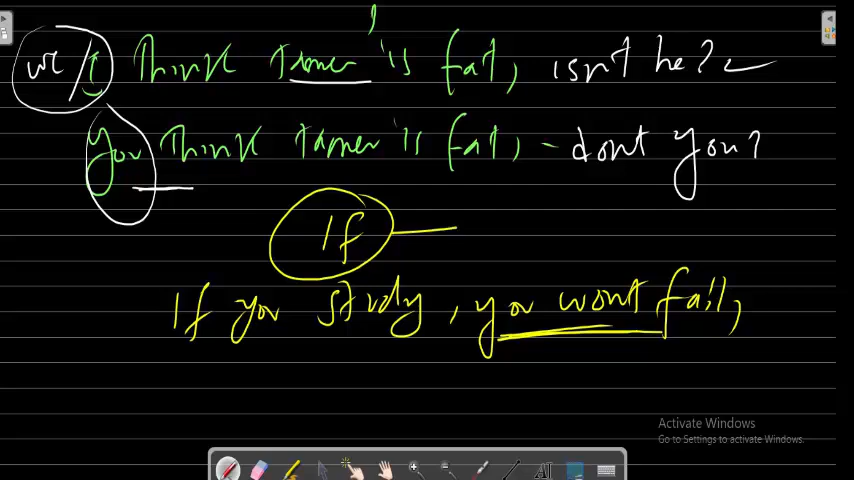 we/I Think tamer is fat, isn't he?
You Think tamer is fat, - dont you?
If
If you study, you wont fail,
Activate Windows
Go to Settings to activate Windows.
AI